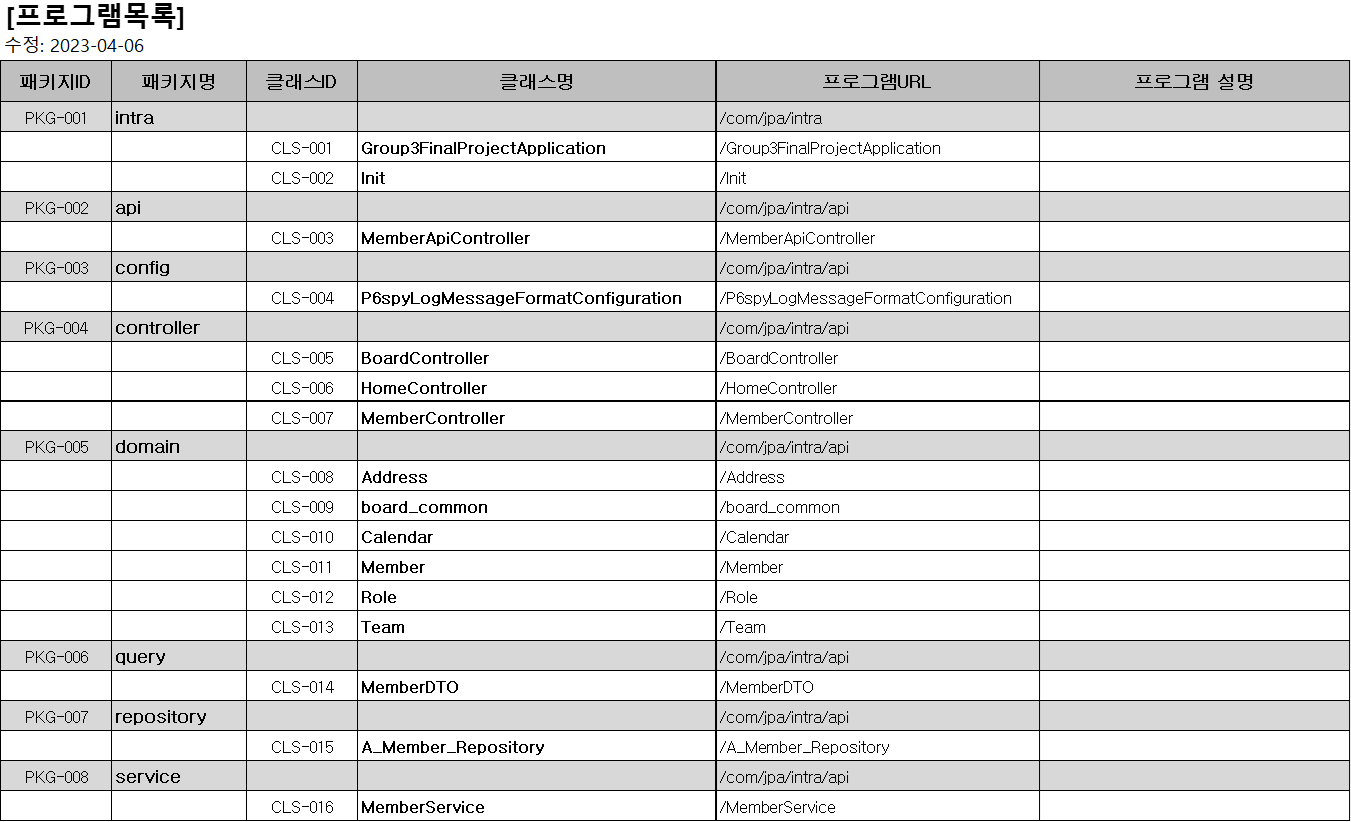 [프로그램목록]
수정: 2023-04-06
패키지ID 패키지명 클래스ID 클래스명 프로그램URL 프로그램 설명
PKG-001 intra /com/jpa/intra
CLS-001 Group3FinalProjectApplication /Group3FinalProjectApplication
CLS-002 Init /Init
PKG-002 api /com/jpa/intra/api
CLS-003 MemberApiController /MemberApiController
PKG-003 config /com/jpa/intra/api
CLS-004 P6spyLogMessageFormatConfiguration /P6spyLogMessageFormatConfiguration
PKG-004 controller /com/jpa/intra/api
CLS-005 BoardController /BoardController
CLS-006 HomeController /HomeController
CLS-007 MemberController /MemberController
PKG-005 domain /com/jpa/intra/api
CLS-008 Address /Address
CLS-009 board_common /board_common
CLS-010 Calendar /Calendar
CLS-011 Member /Member
CLS-012 Role /Role
CLS-013 Team /Team
PKG-006 query /com/jpa/intra/api
CLS-014 MemberDTO /MemberDTO
PKG-007 repository /com/jpa/intra/api
CLS-015 A_Member_Repository /A_Member_Repository
PKG-008 service /com/jpa/intra/api
CLS-016 MemberService /MemberService